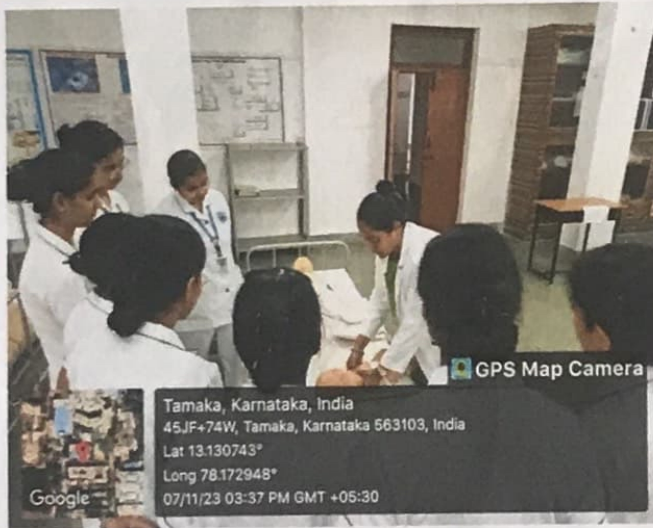 GPS Map Camera
Tamaka, Karnataka, India
45JF+74W, Tamaka, Karnataka 563103, India
Lat 13.130743°
Long 78.172948°
07/11/23 03:37 PM GMT +05:30
Google